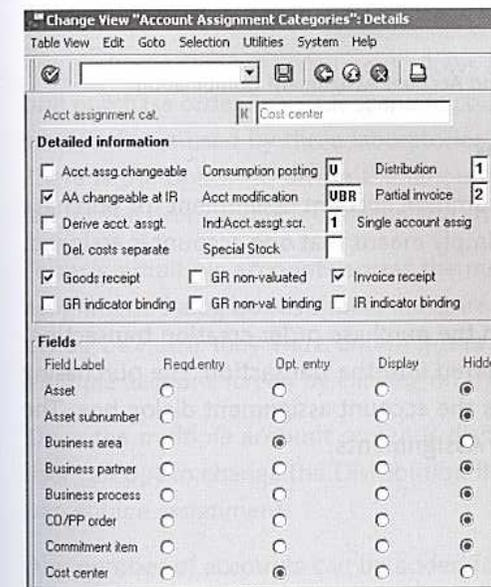 Change View "Account Assignment Categories": Details
Table View Edit Goto Selection Utilities System Help
Acct assignment cat. K Cost center
Detailed information
Acct.assg.changeable Consumption posting V Distribution 1
AA changeable at IR Acct modification VBR Partial invoice 2
Derive acct. assgt. Ind:Acct.assgt.scr. 1 Single account assig
Del. costs separate Special Stock
Goods receipt GR non-valuated Invoice receipt
GR indicator binding GR non-val. binding IR indicator binding
Fields
Field Label Reqd.entry Opt. entry Display Hidde
Asset
Asset subnumber
Business area
Business partner
Business process
CO/PP order
Commitment item
Cost center